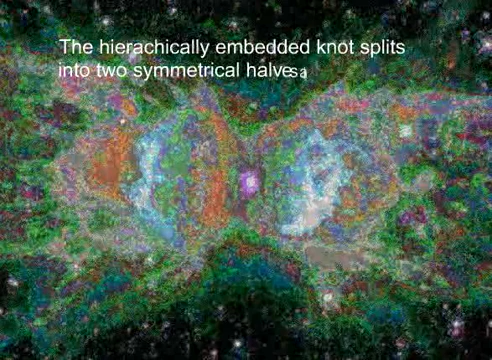 The hierachically embedded knot splits
into two symmetrical halves a